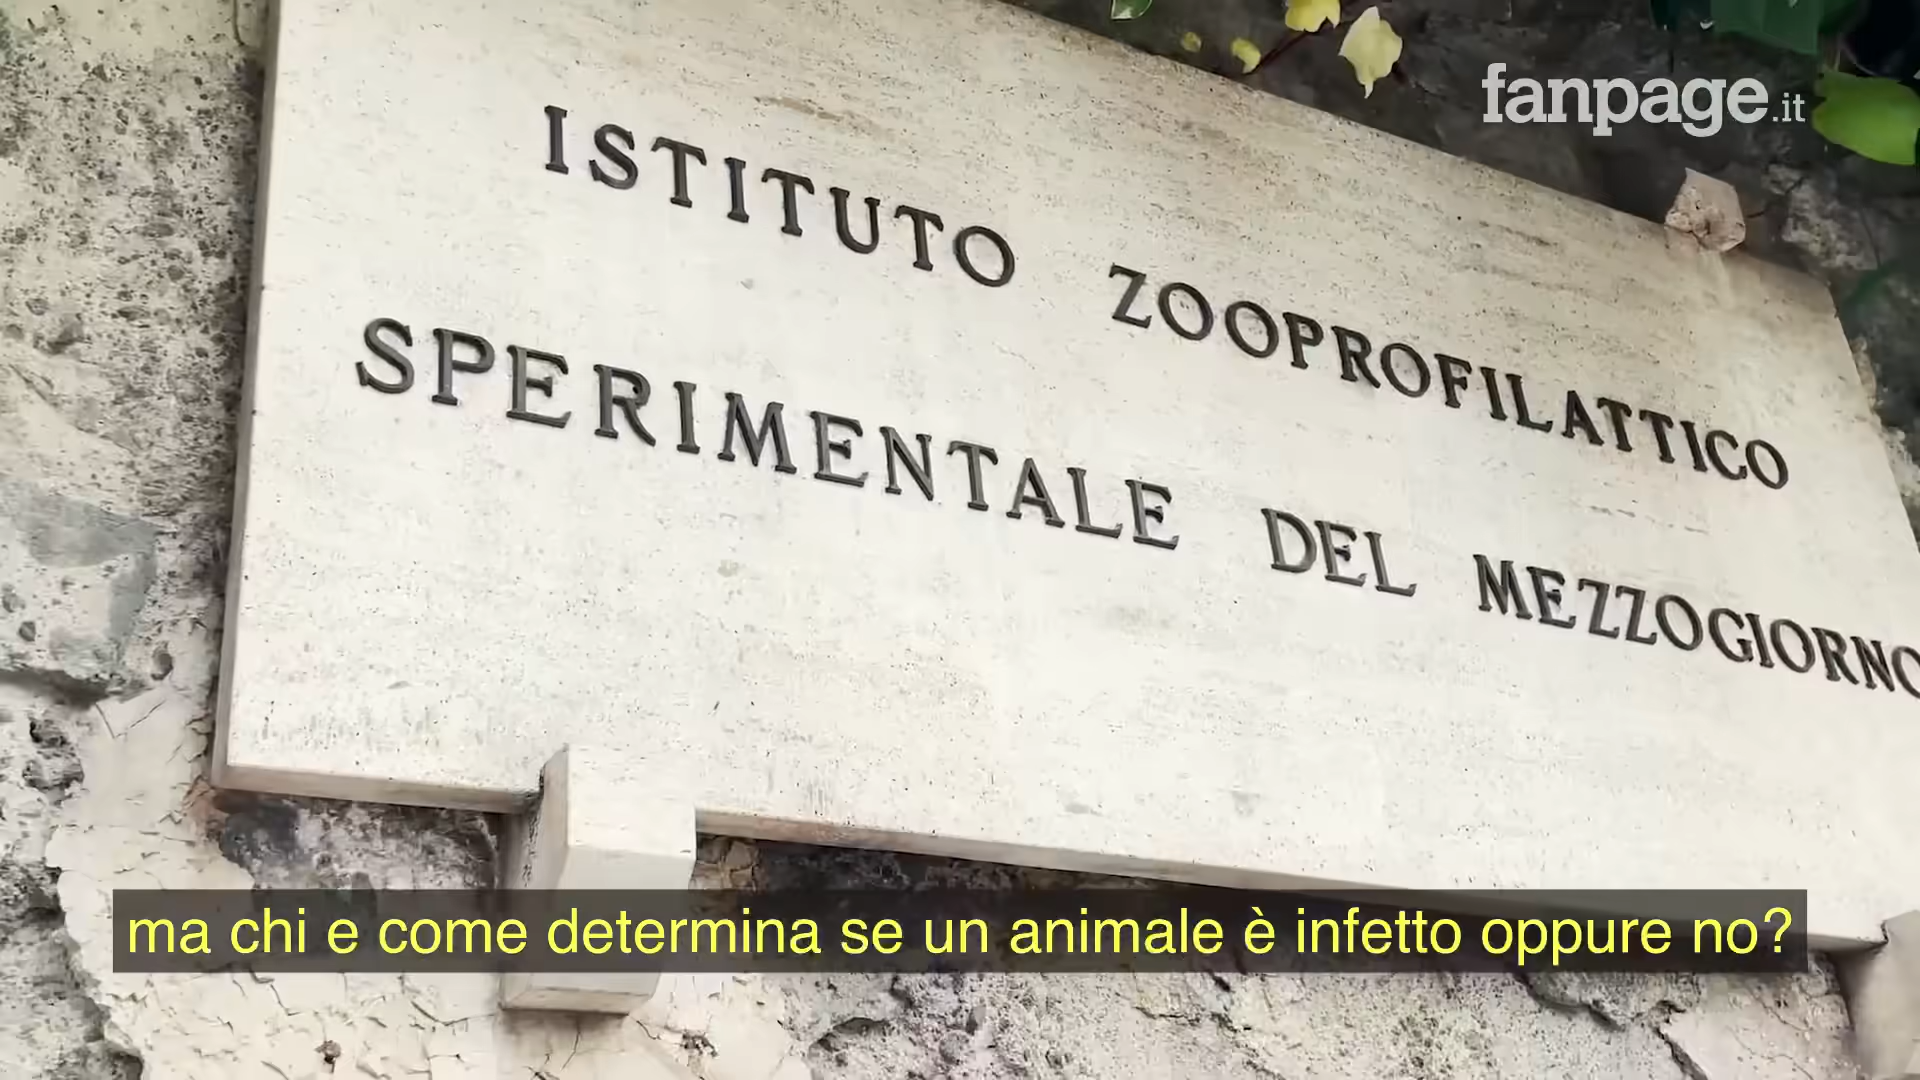 fanpage.it
ISTITUTO ZOOPROFILATTICO
SPERIMENTALE DEL MEZZOGIORNO
ma chi e come determina se un animale è infetto oppure no?